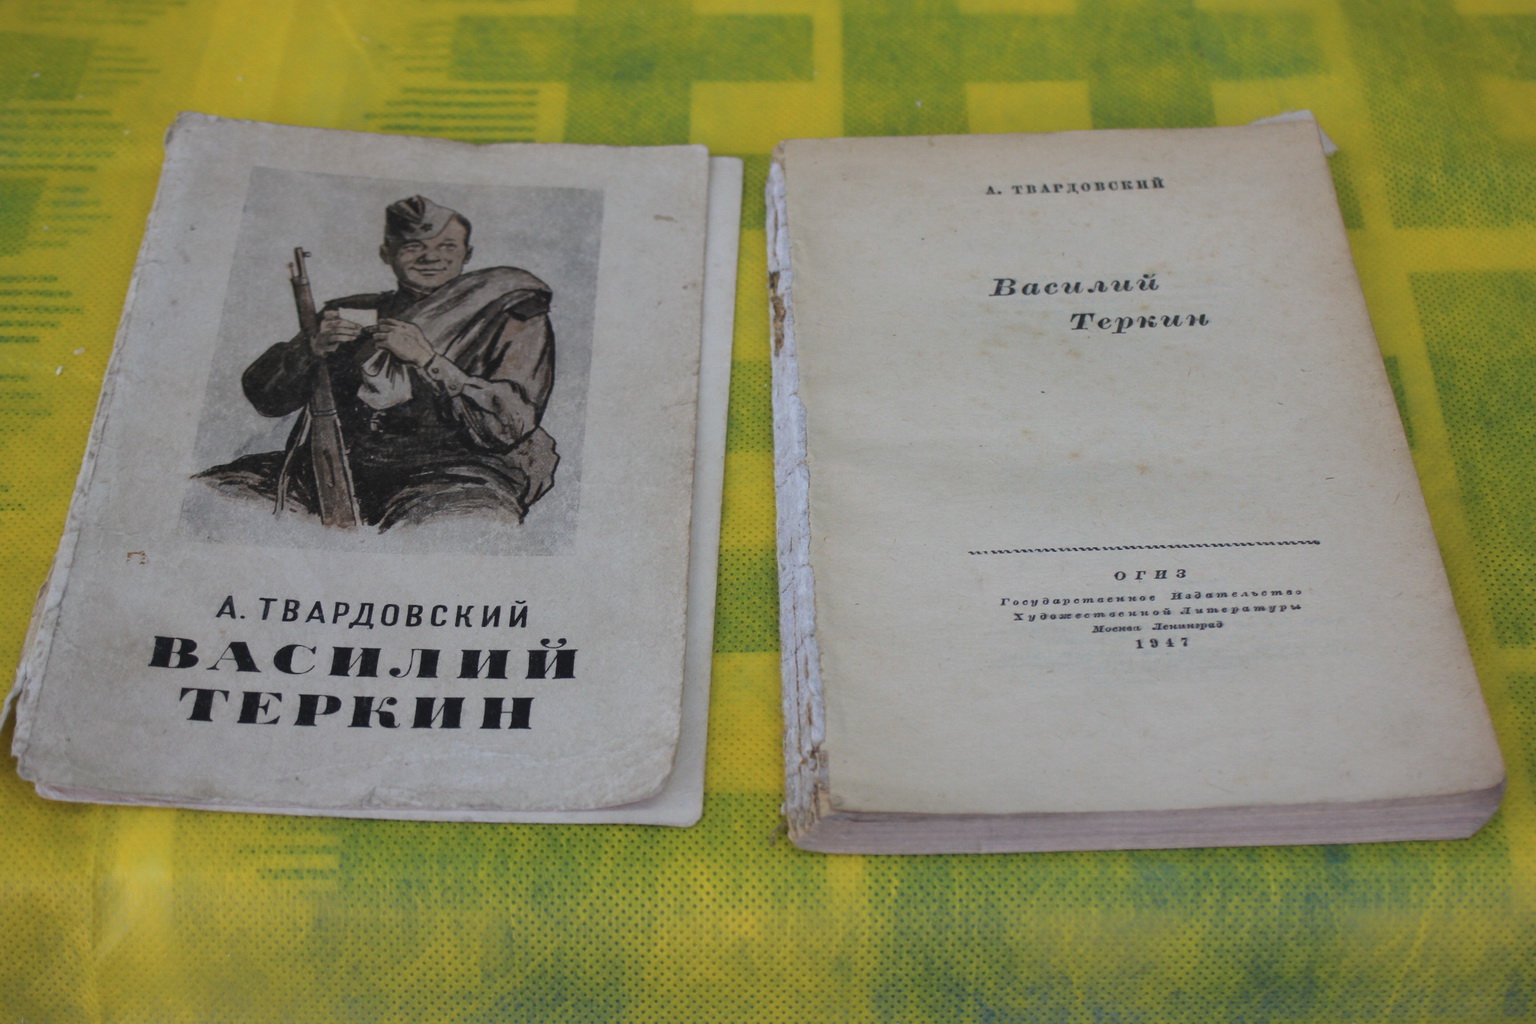 А. ТВАРДОВСКИЙ
ВАСИЛИЙ
ТЕРКИН
А. ТВАРДОВСКИЙ
Василий
Теркин
ОГИЗ
Государственное Издательство
Художественной Литературы
Москва Ленинград
1947